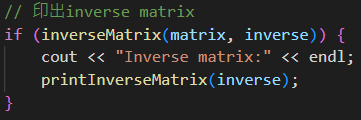 // 印出inverse matrix
if (inverseMatrix(matrix, inverse)) {
    cout << "Inverse matrix:" << endl;
    printInverseMatrix(inverse);
}